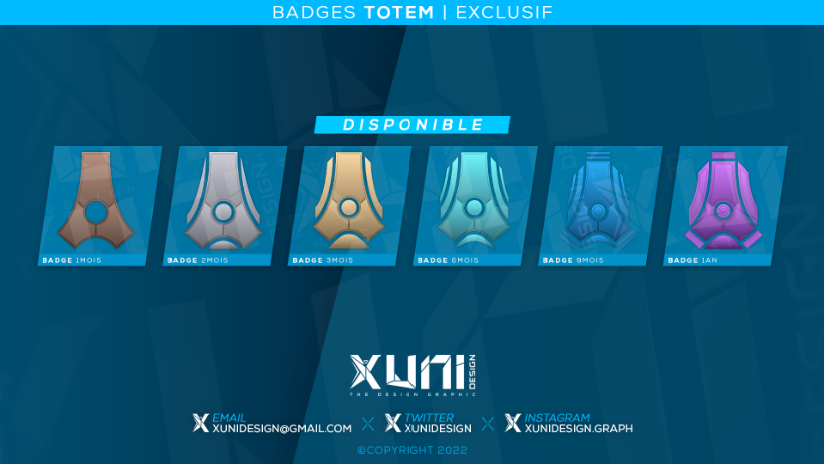 BADGES TOTEM | EXCLUSIF
DISPONIBLE
BADGE 1MOIS
BADGE 2MOIS
BADGE 3MOIS
BADGE 6MOIS
BADGE 9MOIS
BADGE 1AN
XUNI DESIGN
THE DESIGN GRAPHIC
EMAIL
XUNIDESIGN@GMAIL.COM
TWITTER
XUNIDESIGN
INSTAGRAM
XUNIDESIGN.GRAPH
©COPYRIGHT 2022